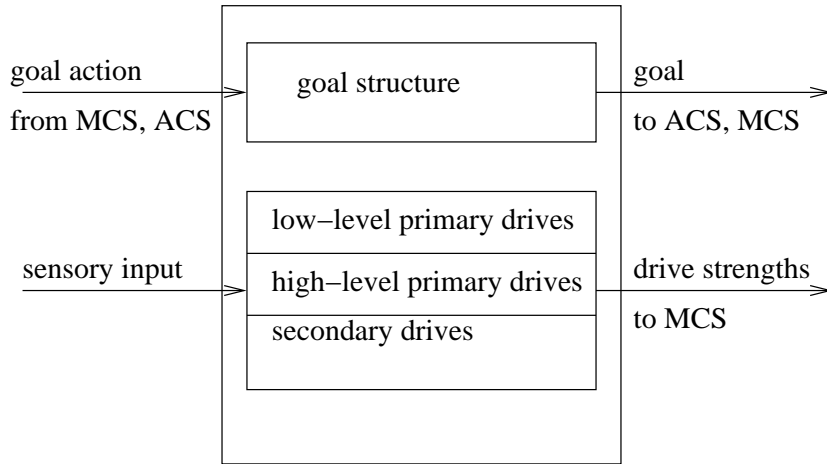 goal action
from MCS, ACS
goal structure
goal
to ACS, MCS
sensory input
low−level primary drives
high−level primary drives
secondary drives
drive strengths
to MCS